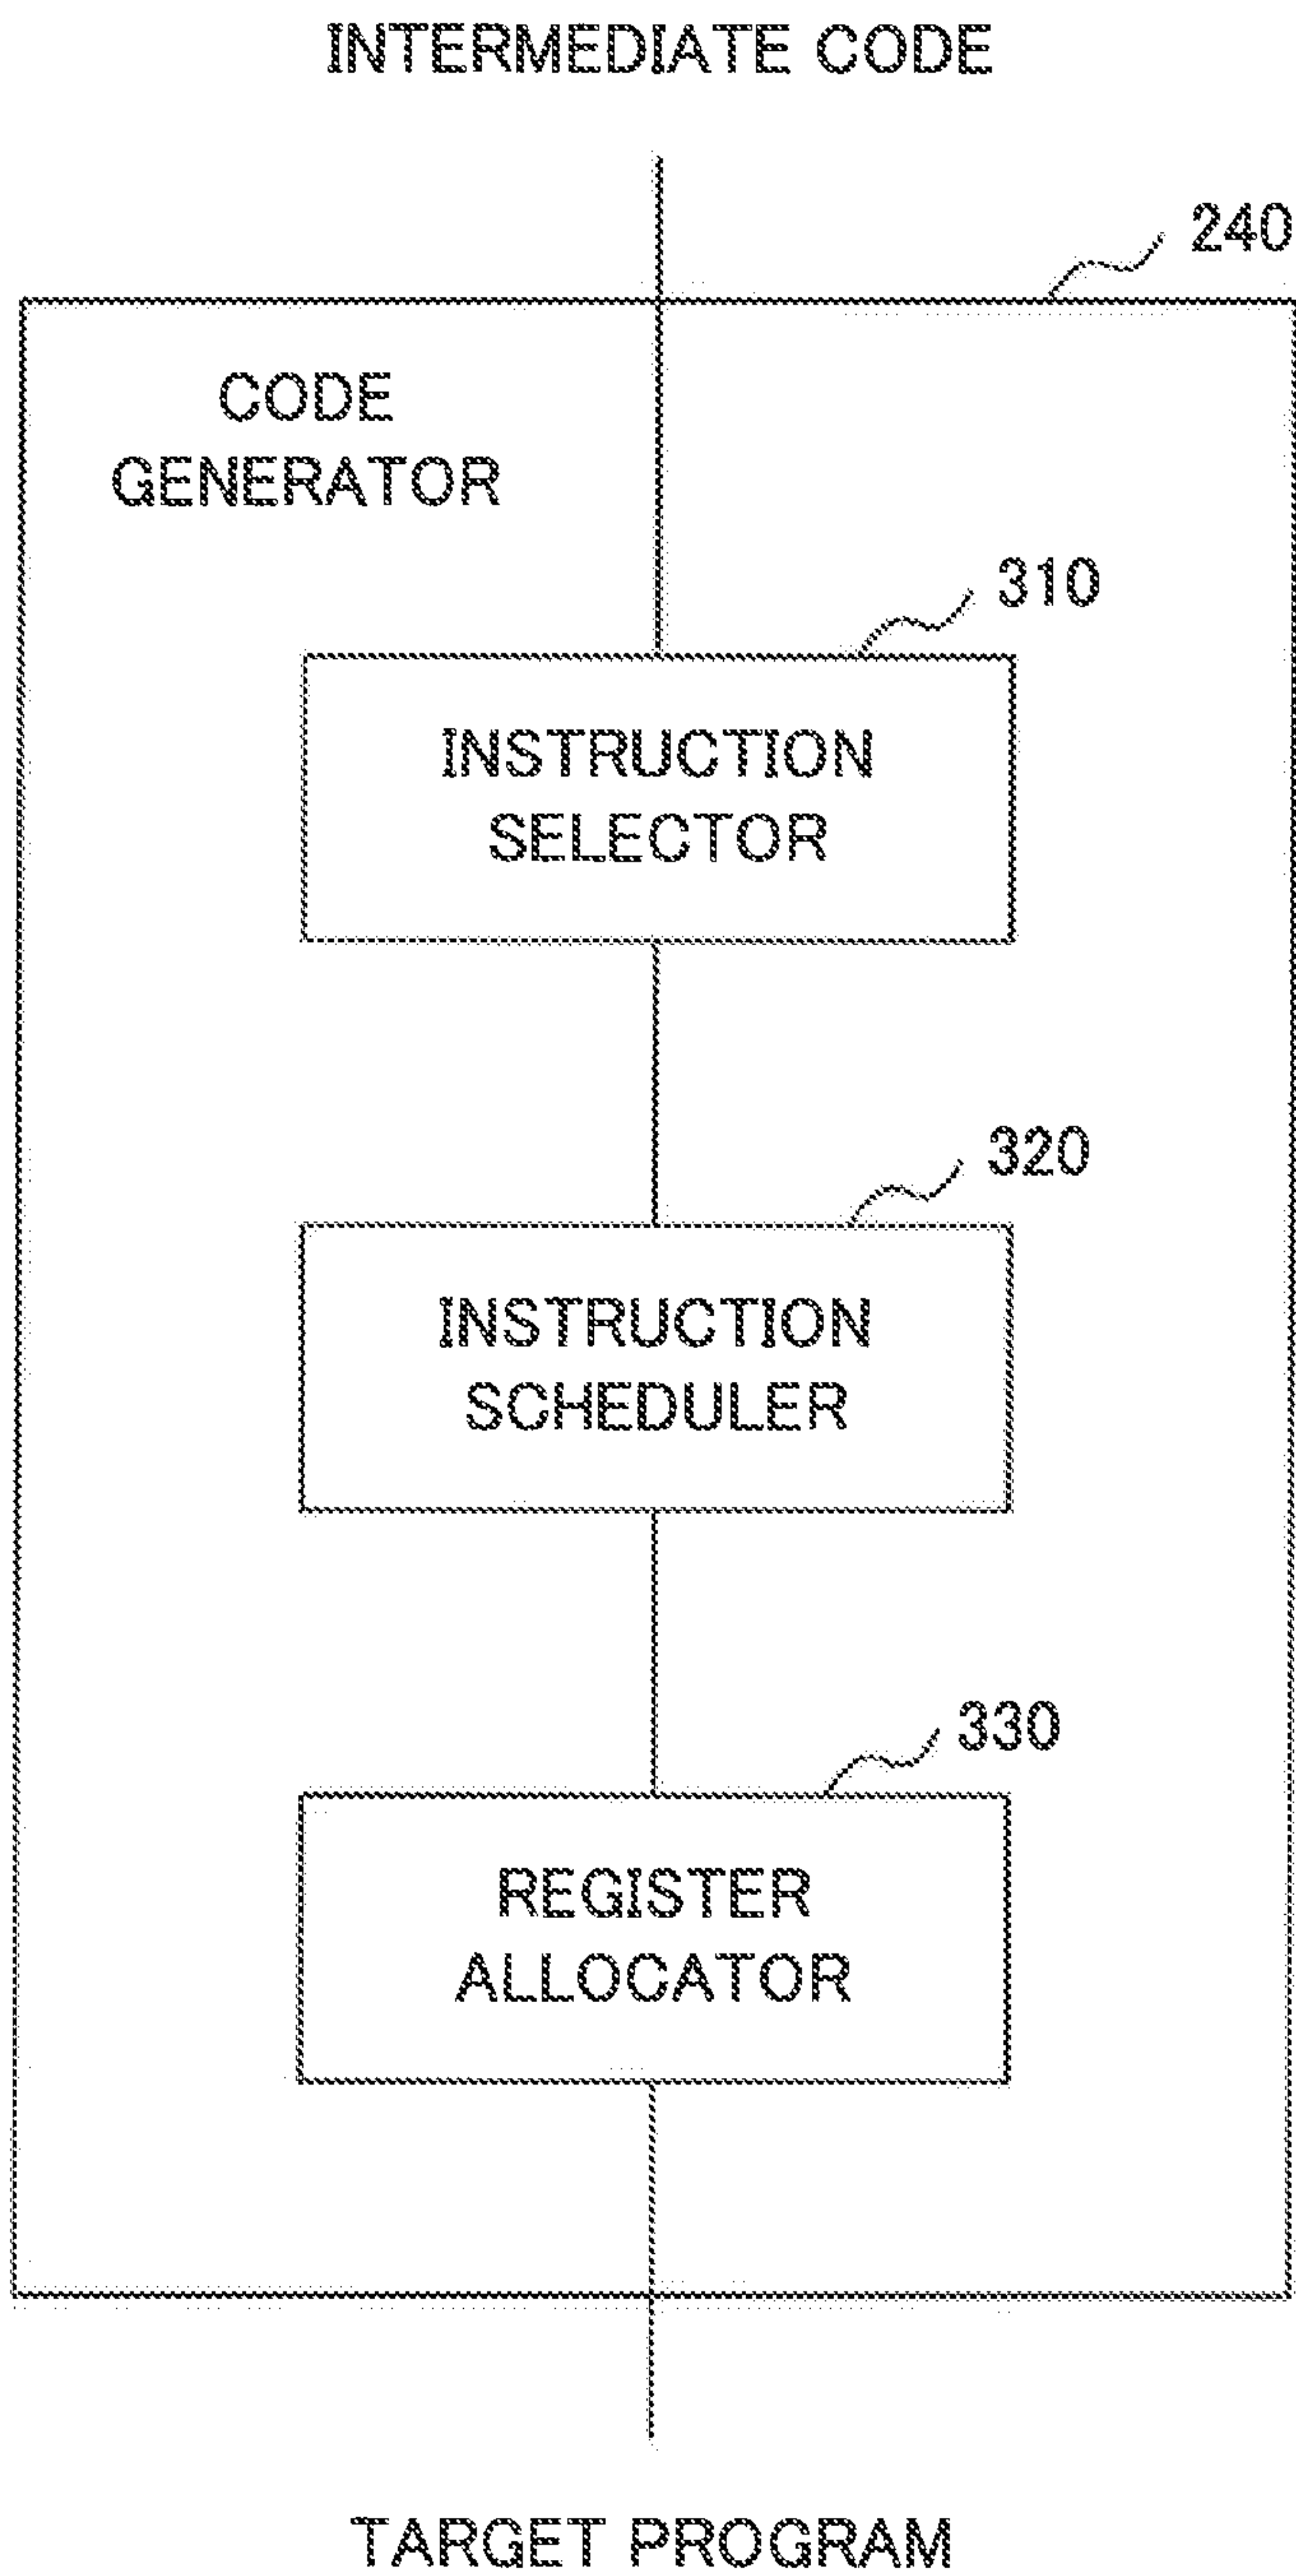 INTERMEDIATE CODE
240
CODE
GENERATOR
310
INSTRUCTION
SELECTOR
320
INSTRUCTION
SCHEDULER
330
REGISTER
ALLOCATOR
TARGET PROGRAM